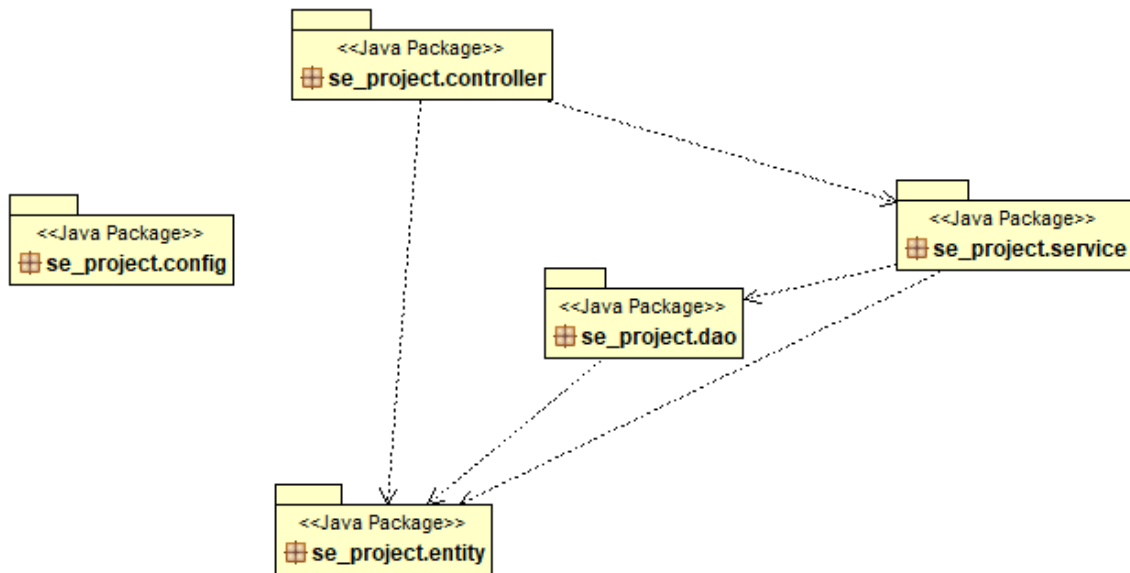 <<Java Package>>
se_project.controller
<<Java Package>>
se_project.config
<<Java Package>>
se_project.service
<<Java Package>>
se_project.dao
<<Java Package>>
se_project.entity